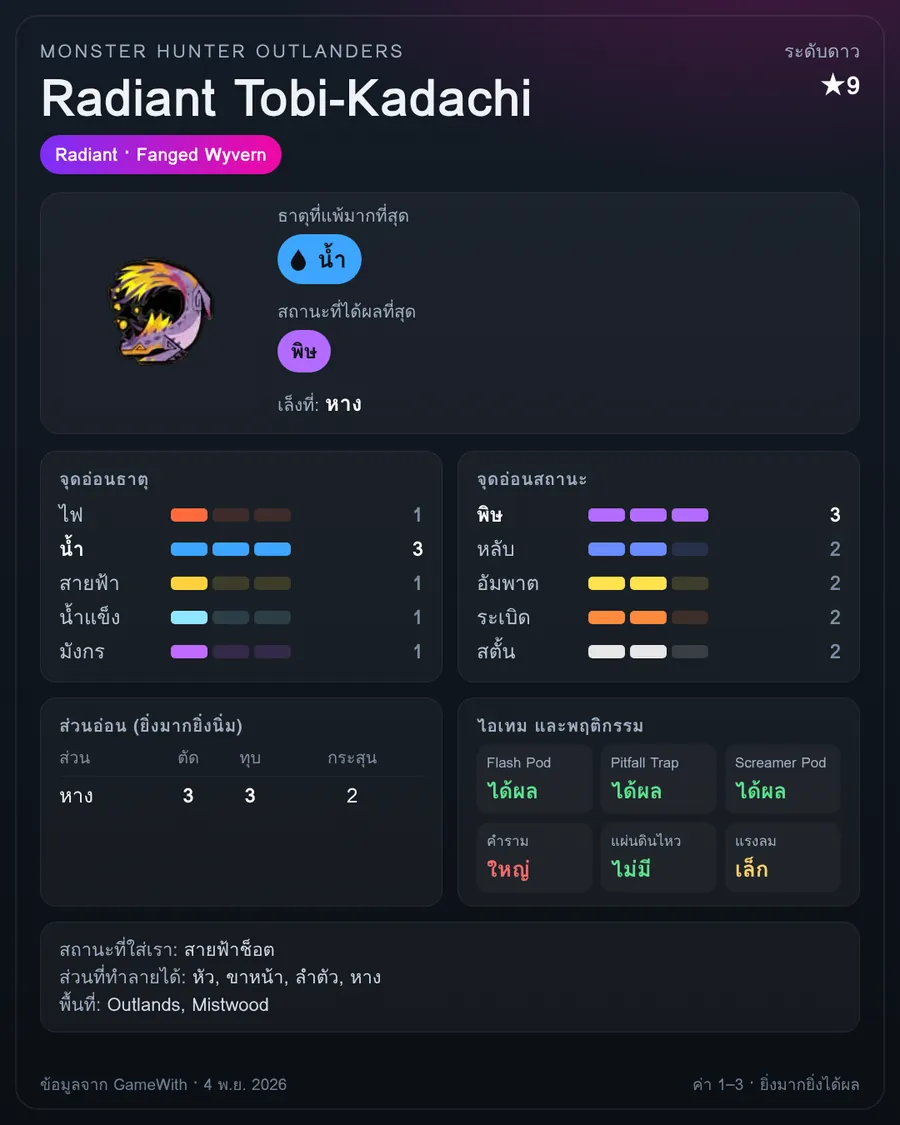 MONSTER HUNTER OUTLANDERS
ระดับดาว
Radiant Tobi-Kadachi
★9
Radiant · Fanged Wyvern
ธาตุที่แพ้มากที่สุด
น้ำ
สถานะที่ได้ผลที่สุด
พิษ
เล็งที่: หาง
จุดอ่อนธาตุ
ไฟ 1
น้ำ 3
สายฟ้า 1
น้ำแข็ง 1
มังกร 1
จุดอ่อนสถานะ
พิษ 3
หลับ 2
อัมพาต 2
ระเบิด 2
สตั้น 2
ส่วนอ่อน (ยิ่งมากยิ่งนิ่ม)
ส่วน ตัด ทุบ กระสุน
หาง 3 3 2
ไอเทม และพฤติกรรม
Flash Pod
ได้ผล
Pitfall Trap
ได้ผล
Screamer Pod
ได้ผล
คำราม
ใหญ่
แผ่นดินไหว
ไม่มี
แรงลม
เล็ก
สถานะที่ใส่เรา: สายฟ้าช็อต
ส่วนที่ทำลายได้: หัว, ขาหน้า, ลำตัว, หาง
พื้นที่: Outlands, Mistwood
ข้อมูลจาก GameWith · 4 พ.ย. 2026
ค่า 1–3 · ยิ่งมากยิ่งได้ผล